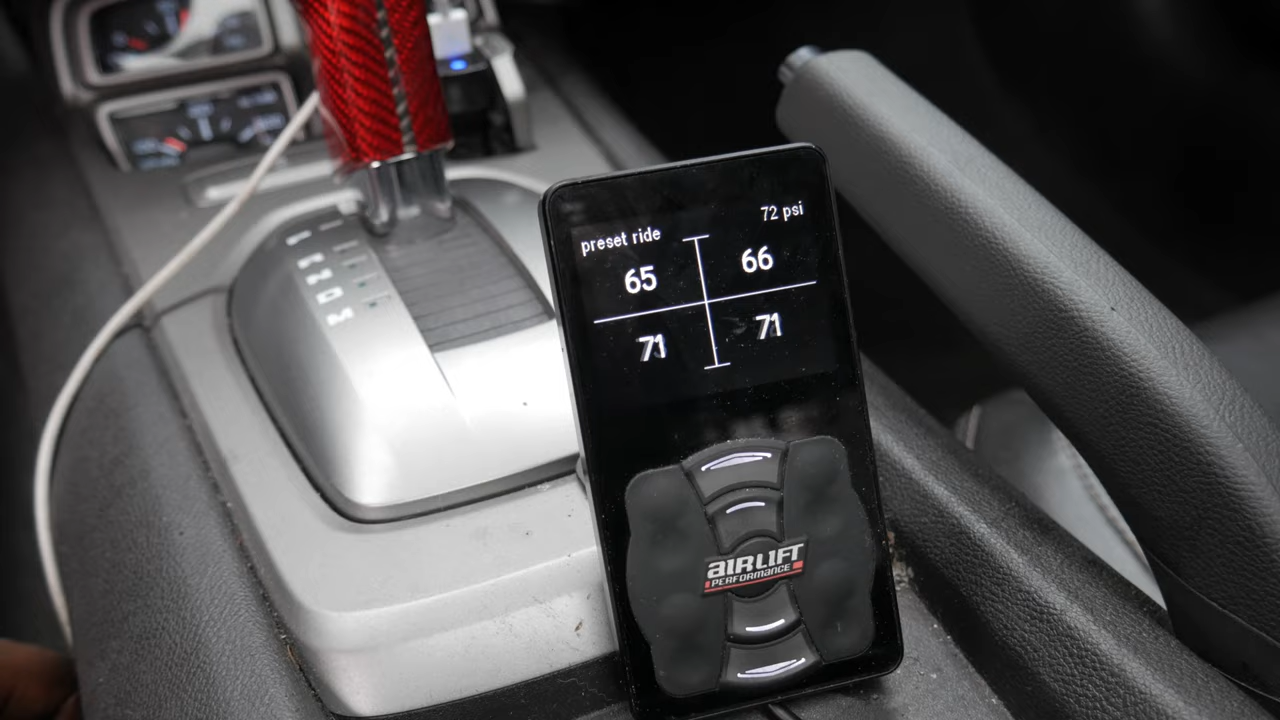 72 psi
preset ride
65 66
71 71
AIRLIFT
PERFORMANCE
P
R
N
D
M